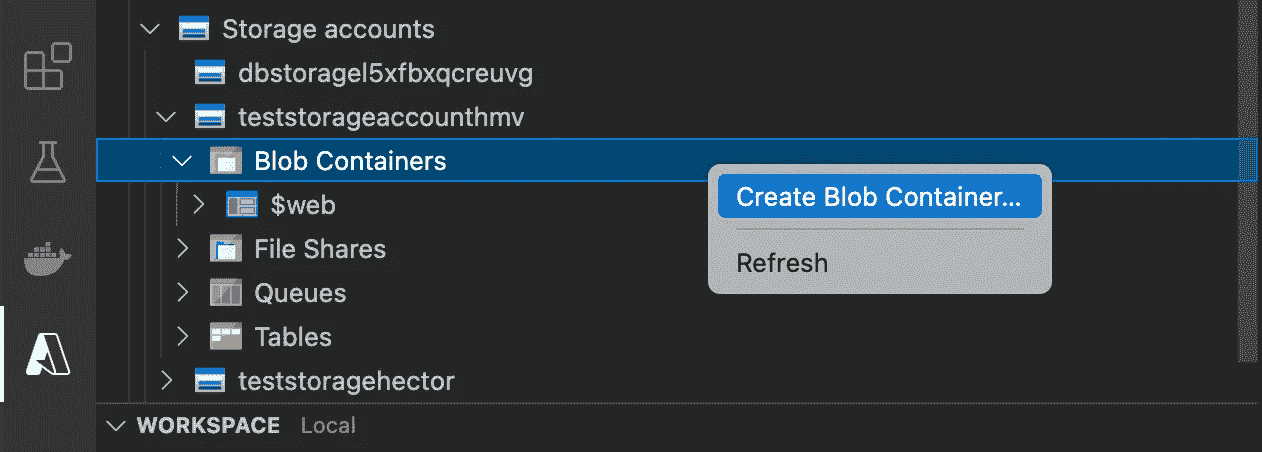 Storage accounts
dbstoragel5xfbxqcreuvg
teststorageaccounthmv
Blob Containers
Create Blob Container...
$web
File Shares
Refresh
Queues
Tables
teststoragehector
WORKSPACE Local